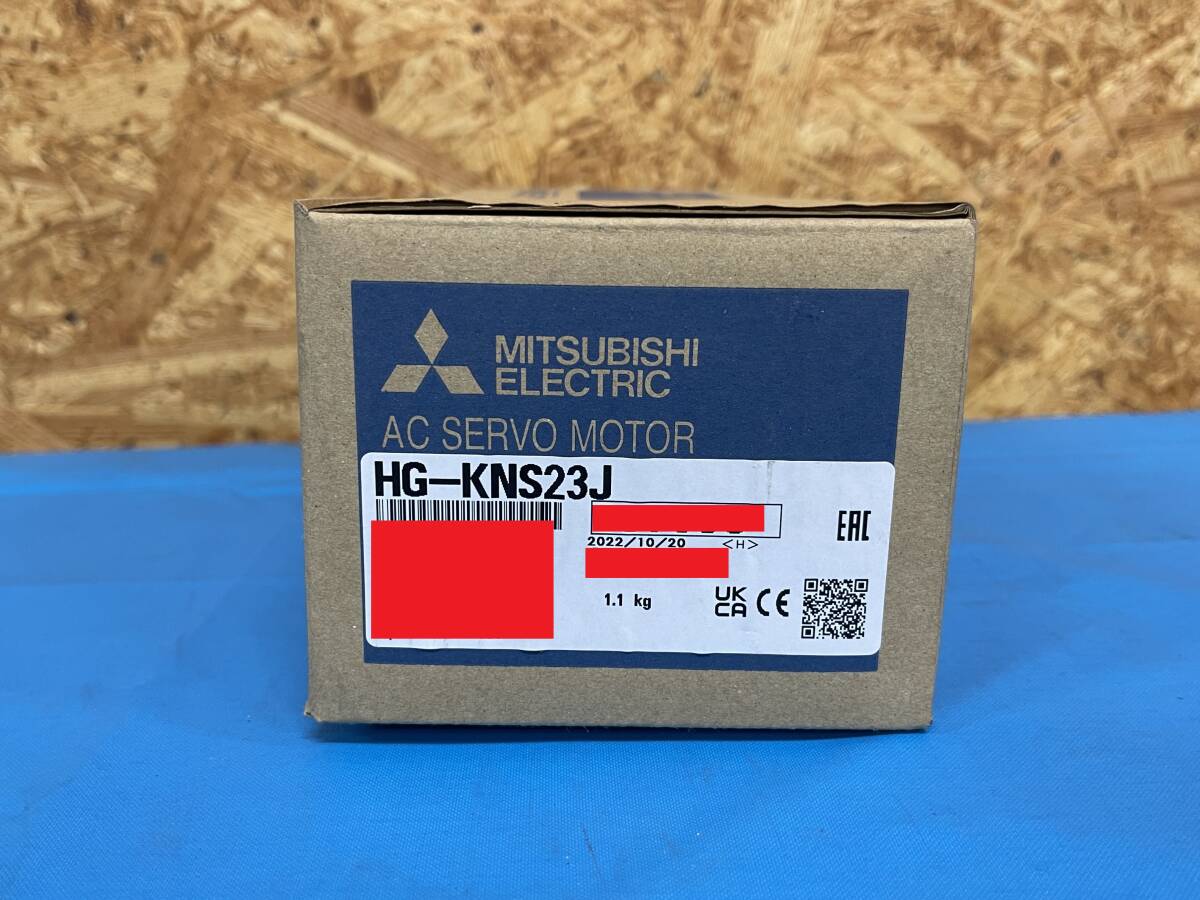 MITSUBISHI
ELECTRIC
AC SERVO MOTOR
HG-KNS23J
2022/10/20 <H>
1.1 kg
EAC
UK
CA CE